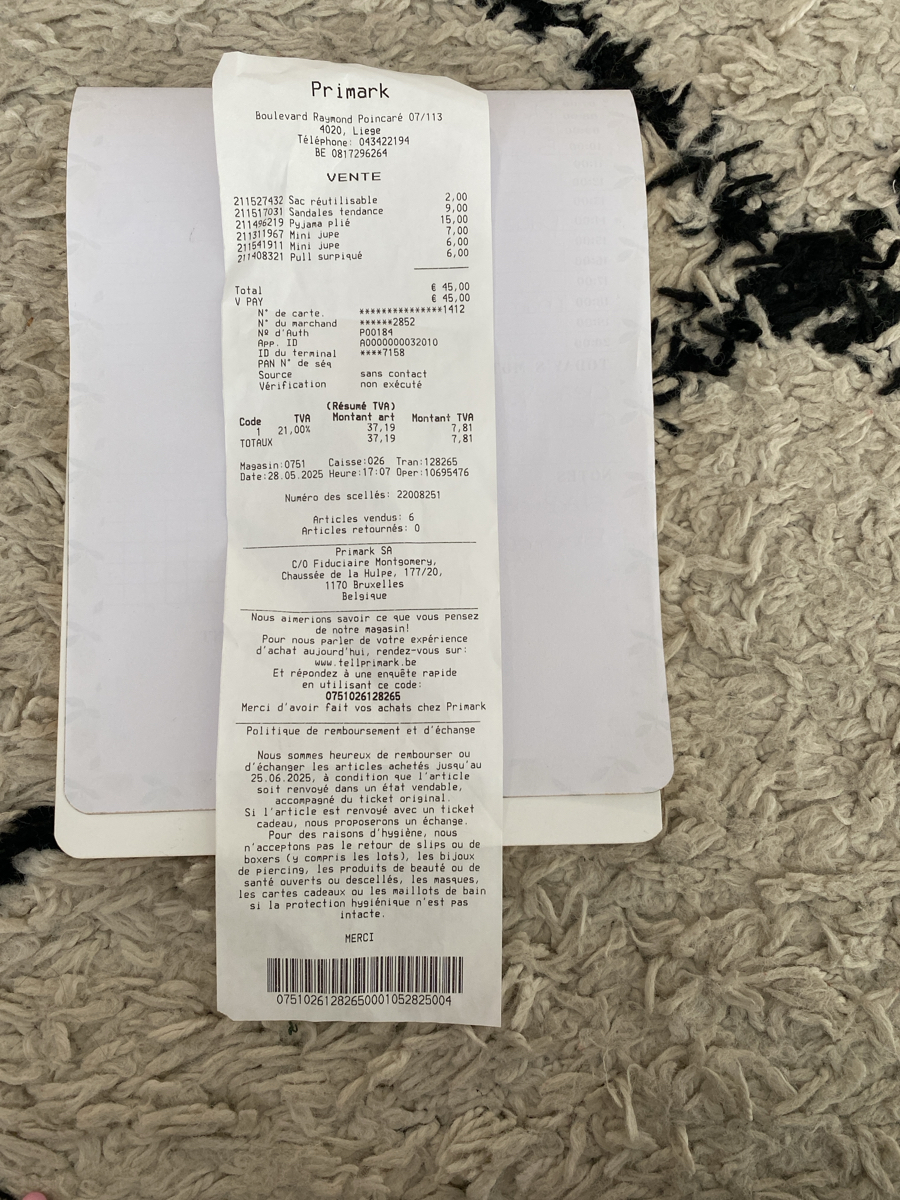 Primark
Boulevard Raymond Poincaré 07/113
4020, Liege
Téléphone: 043422194
BE 0817296264
VENTE
211527432 Sac réutilisable 2,00
211517031 Sandales tendance 9,00
211496219 Pyjama plié 15,00
211311967 Mini jupe 7,00
211541911 Mini jupe 6,00
211408321 Pull surpiqué 6,00
Total € 45,00
V PAY € 45,00
N° de carte. ***************1412
N° du marchand ******2852
Nº d'Auth P00184
App. ID A0000000032010
ID du terminal ****7158
PAN N° de séq
Source sans contact
Vérification non exécuté
(Résumé TVA)
Code TVA Montant art Montant TVA
1 21,00% 37,19 7,81
TOTAUX 37,19 7,81
Magasin:0751 Caisse:026 Tran:128265
Date:28.05.2025 Heure:17:07 Oper:10695476
Numéro des scellés: 22008251
Articles vendus: 6
Articles retournés: 0
Primark SA
C/O Fiduciaire Montgomery,
Chaussée de la Hulpe, 177/20,
1170 Bruxelles
Belgique
Nous aimerions savoir ce que vous pensez
de notre magasin!
Pour nous parler de votre expérience
d'achat aujourd'hui, rendez-vous sur:
www.tellprimark.be
Et répondez à une enquête rapide
en utilisant ce code:
0751026128265
Merci d'avoir fait vos achats chez Primark
Politique de remboursement et d'échange
Nous sommes heureux de rembourser ou
d'échanger les articles achetés jusqu'au
25.06.2025, à condition que l'article
soit renvoyé dans un état vendable,
accompagné du ticket original.
Si l'article est renvoyé avec un ticket
cadeau, nous proposerons un échange.
Pour des raisons d'hygiène, nous
n'acceptons pas le retour de slips ou de
boxers (y compris les lots), les bijoux
de piercing, les produits de beauté ou de
santé ouverts ou descellés, les masques,
les cartes cadeaux ou les maillots de bain
si la protection hygiénique n'est pas
intacte.
MERCI
07510261282650001052825004